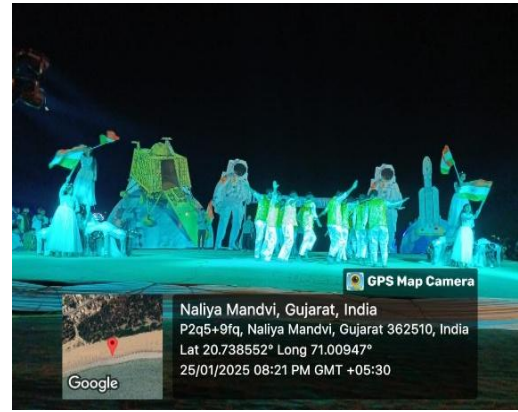 GPS Map Camera
Naliya Mandvi, Gujarat, India
P2q5+9fq, Naliya Mandvi, Gujarat 362510, India
Lat 20.738552° Long 71.00947°
25/01/2025 08:21 PM GMT +05:30
Google